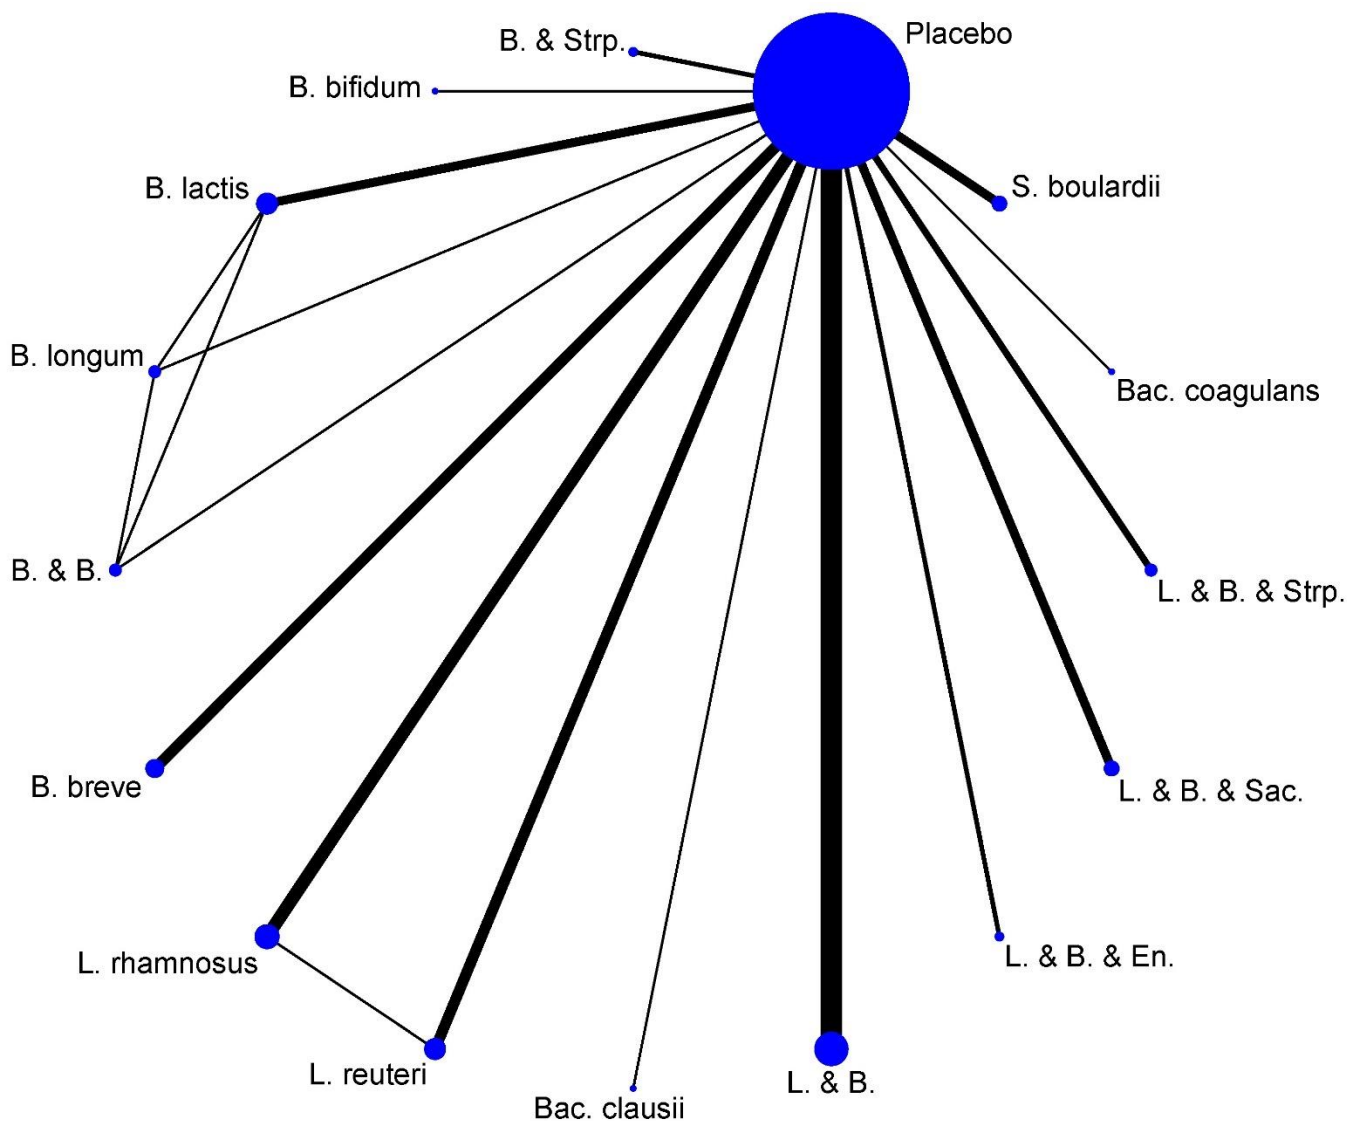 Placebo
B. & Strp.
B. bifidum
B. lactis
S. boulardii
B. longum
Bac. coagulans
B. & B.
L. & B. & Strp.
B. breve
L. & B. & Sac.
L. rhamnosus
L. & B. & En.
L. reuteri
L. & B.
Bac. clausii